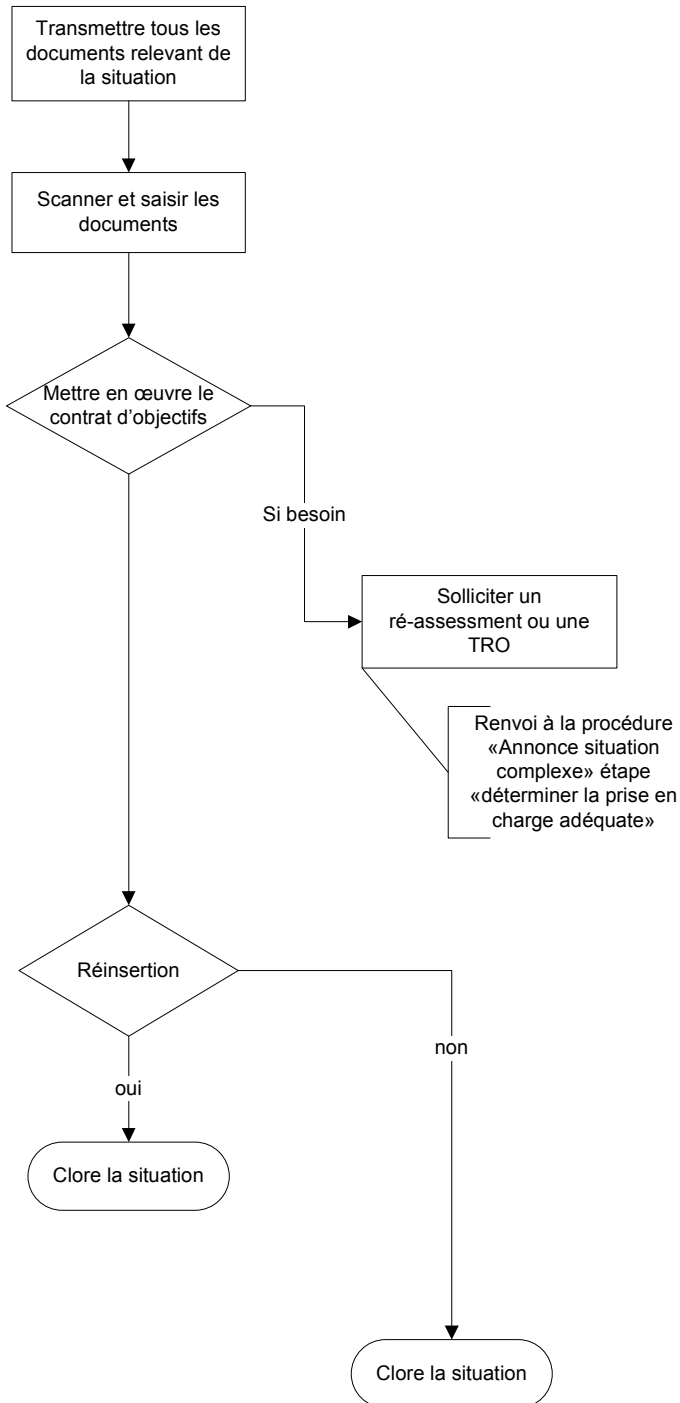 Transmettre tous les
documents relevant de
la situation
Scanner et saisir les
documents
Mettre en œuvre le
contrat d’objectifs
Si besoin
Solliciter un
ré-assessment ou une
TRO
Renvoi à la procédure
«Annonce situation
complexe» étape
«déterminer la prise en
charge adéquate»
Réinsertion
non
oui
Clore la situation
Clore la situation